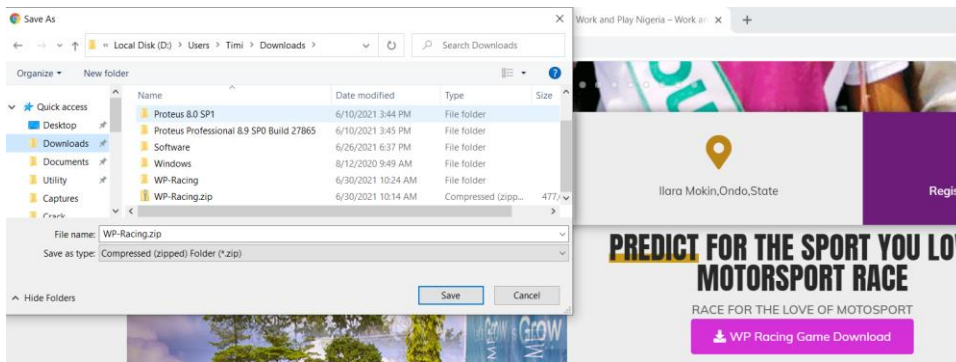 Save As
Work and Play Nigeria – Work an
« Local Disk (D:) > Users > Timi > Downloads >
Search Downloads
Organize
New folder
Quick access
Desktop
Downloads
Documents
Utility
Captures
Crack
Name Date modified Type Size
Proteus 8.0 SP1 6/10/2021 3:44 PM File folder
Proteus Professional 8.9 SP0 Build 27865 6/10/2021 3:45 PM File folder
Software 6/26/2021 6:37 PM File folder
Windows 8/12/2020 9:49 AM File folder
WP-Racing 6/30/2021 10:24 AM File folder
WP-Racing.zip 6/30/2021 10:14 AM Compressed (zipp... 477,
File name: WP-Racing.zip
Save as type: Compressed (zipped) Folder (*.zip)
Hide Folders
Save
Cancel
Ilara Mokin,Ondo,State
Regis
PREDICT FOR THE SPORT YOU LO
MOTORSPORT RACE
RACE FOR THE LOVE OF MOTOSPORT
WP Racing Game Download
GROW